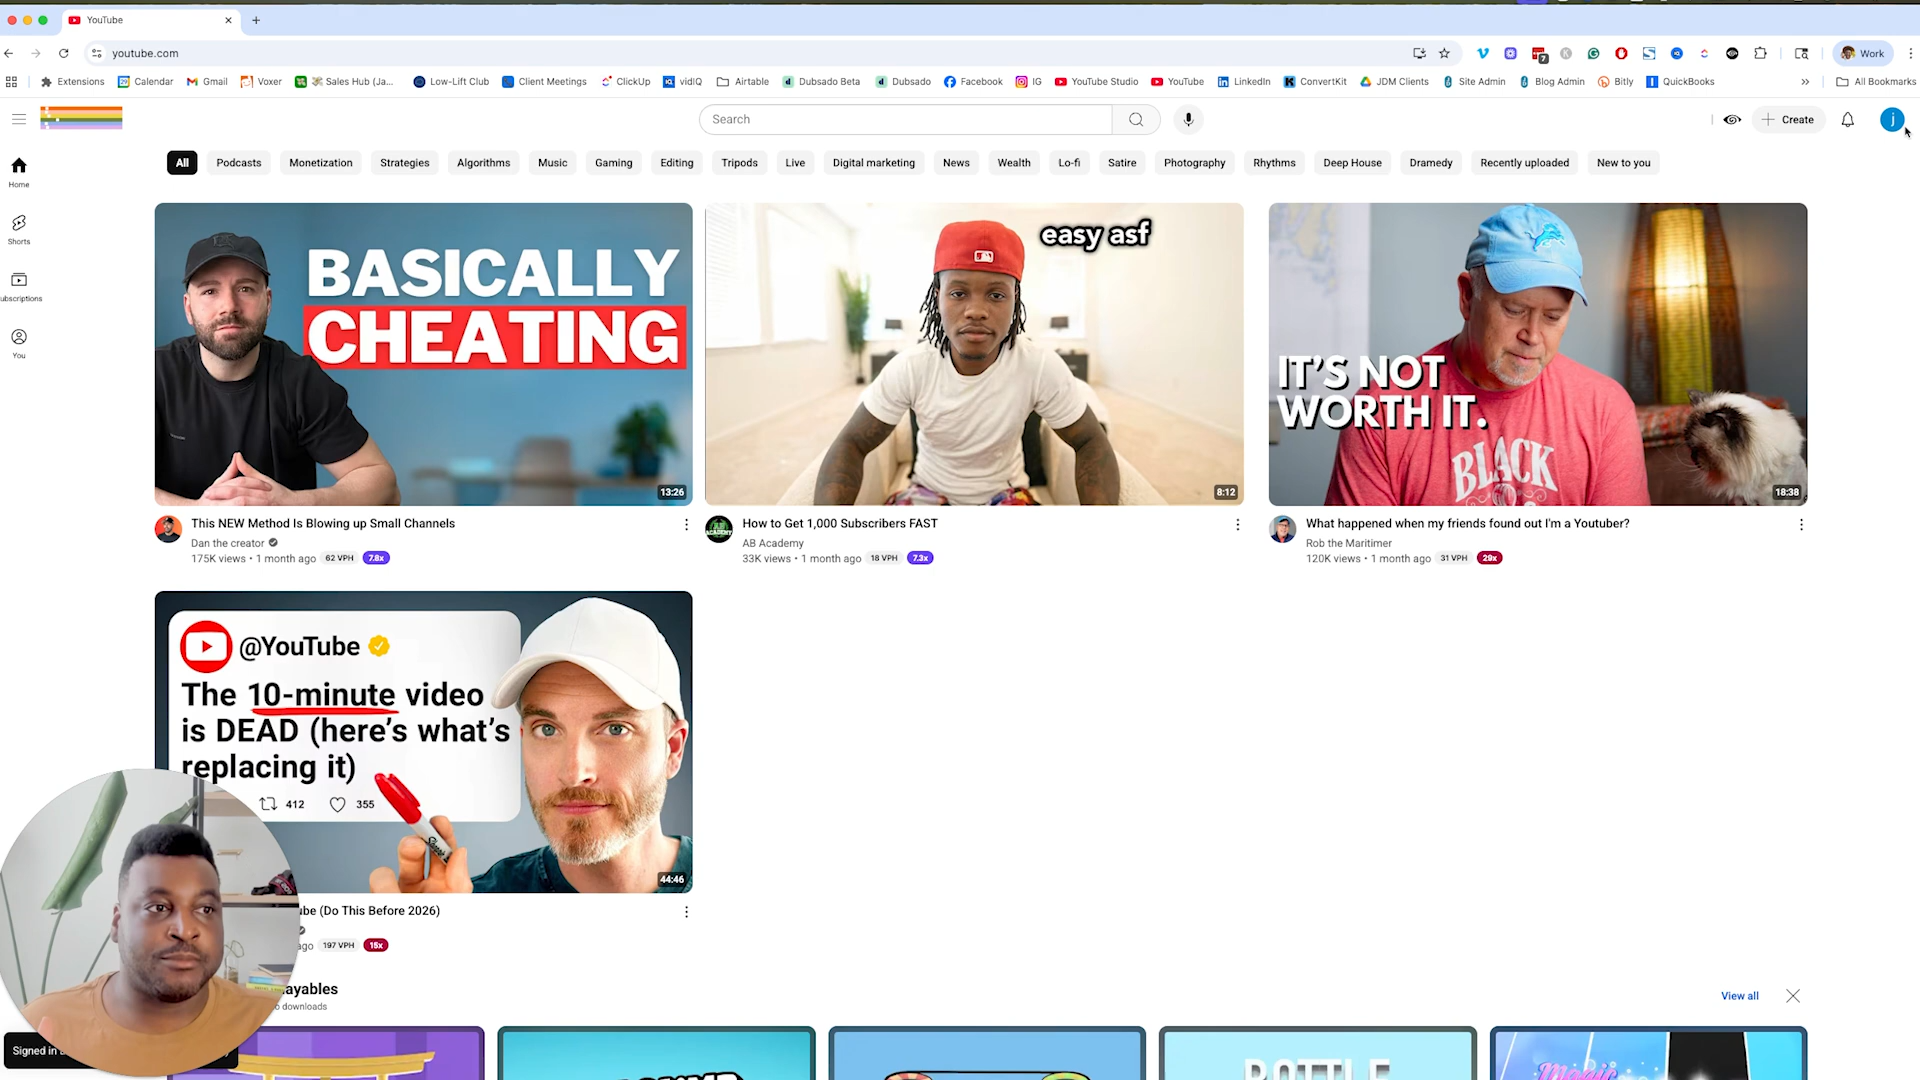 YouTube
youtube.com
7
Work
Extensions
Calendar
Gmail
Voxer
Sales Hub (Ja...
Low-Lift Club
Client Meetings
ClickUp
vidIQ
Airtable
Dubsado Beta
Dubsado
Facebook
IG
YouTube Studio
YouTube
LinkedIn
ConvertKit
JDM Clients
Site Admin
Blog Admin
Bitly
QuickBooks
All Bookmarks
Search
Create
j
All
Podcasts
Monetization
Strategies
Algorithms
Music
Gaming
Editing
Tripods
Live
Digital marketing
News
Wealth
Lo-fi
Satire
Photography
Rhythms
Deep House
Dramedy
Recently uploaded
New to you
Home
Shorts
ubscriptions
You
BASICALLY
CHEATING
13:26
This NEW Method Is Blowing up Small Channels
Dan the creator
175K views • 1 month ago 62 VPH 7.8x
easy asf
8:12
How to Get 1,000 Subscribers FAST
AB Academy
33K views • 1 month ago 18 VPH 7.3x
IT'S NOT
WORTH IT.
BLACK
18:38
What happened when my friends found out I'm a Youtuber?
Rob the Maritimer
120K views • 1 month ago 31 VPH 29x
@YouTube
The 10-minute video
is DEAD (here's what's
replacing it)
412 355
44:46
ube (Do This Before 2026)
ago 197 VPH 15x
ayables
downloads
View all
Signed in
BOTTLE
Magic